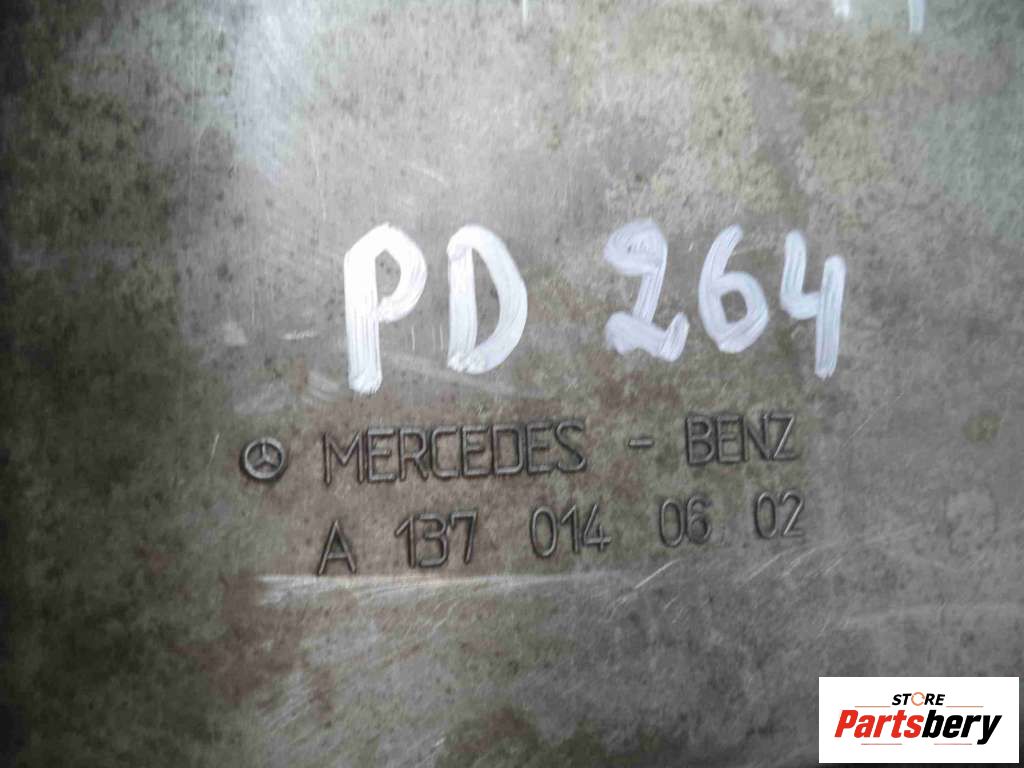 PD 264
MERCEDES - BENZ
A 137 014 06 02
STORE
Partsbery